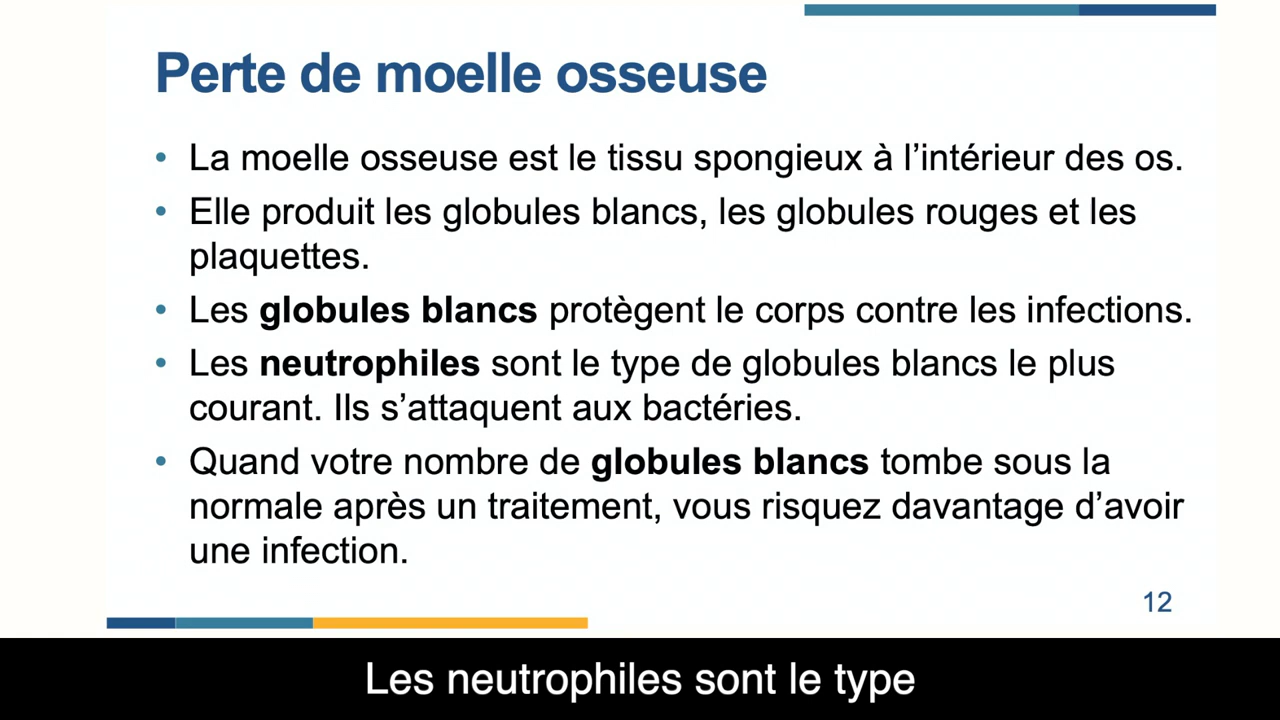 Perte de moelle osseuse
• La moelle osseuse est le tissu spongieux à l’intérieur des os.
• Elle produit les globules blancs, les globules rouges et les
plaquettes.
• Les globules blancs protègent le corps contre les infections.
• Les neutrophiles sont le type de globules blancs le plus
courant. Ils s’attaquent aux bactéries.
• Quand votre nombre de globules blancs tombe sous la
normale après un traitement, vous risquez davantage d’avoir
une infection.
12
Les neutrophiles sont le type